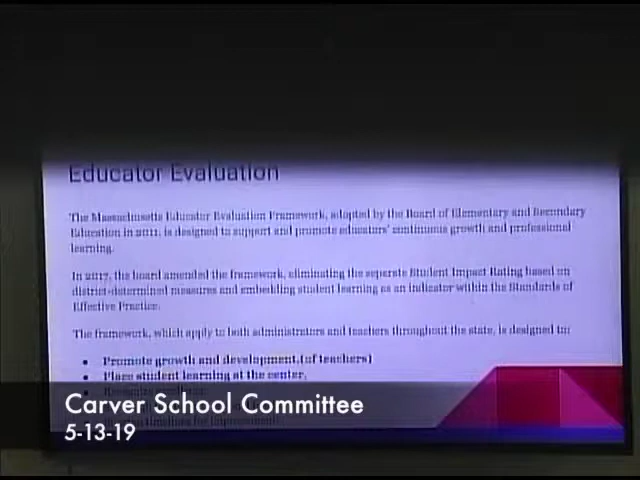 Educator Evaluation
The Massachusetts Educator Evaluation Framework, adopted by the Board of Elementary and Secondary
Education in 2011, is designed to support and promote educators' continuous growth and professional
learning.
In 2017, the board amended the framework, eliminating the separate Student Impact Rating based on
district-determined measures and embedding student learning as an indicator within the Standards of
Effective Practice.
The framework, which apply to both administrators and teachers throughout the state, is designed to:
• Promote growth and development (of teachers)
• Place student learning at the center,
Carver School Committee
5-13-19